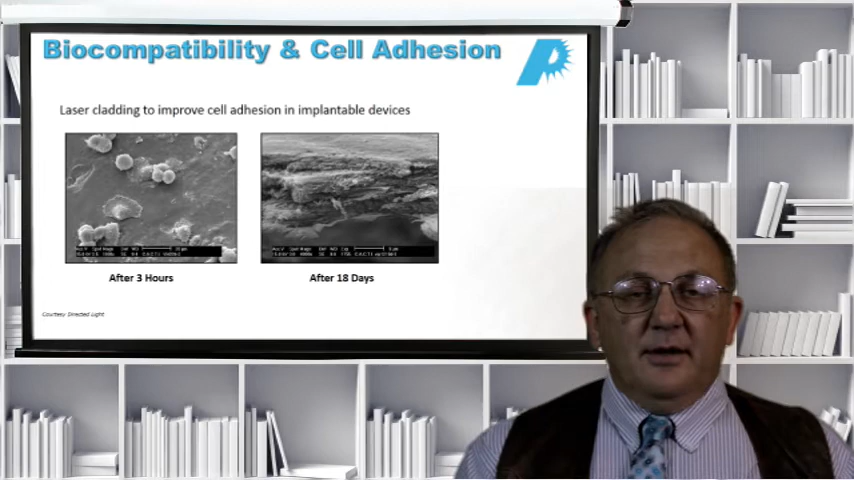 Biocompatibility & Cell Adhesion
Laser cladding to improve cell adhesion in implantable devices
After 3 Hours
After 18 Days
Courtesy Directed Light